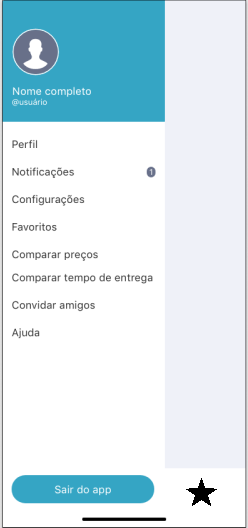 Nome completo
@usuário
Perfil
Notificações 1
Configurações
Favoritos
Comparar preços
Comparar tempo de entrega
Convidar amigos
Ajuda
Sair do app